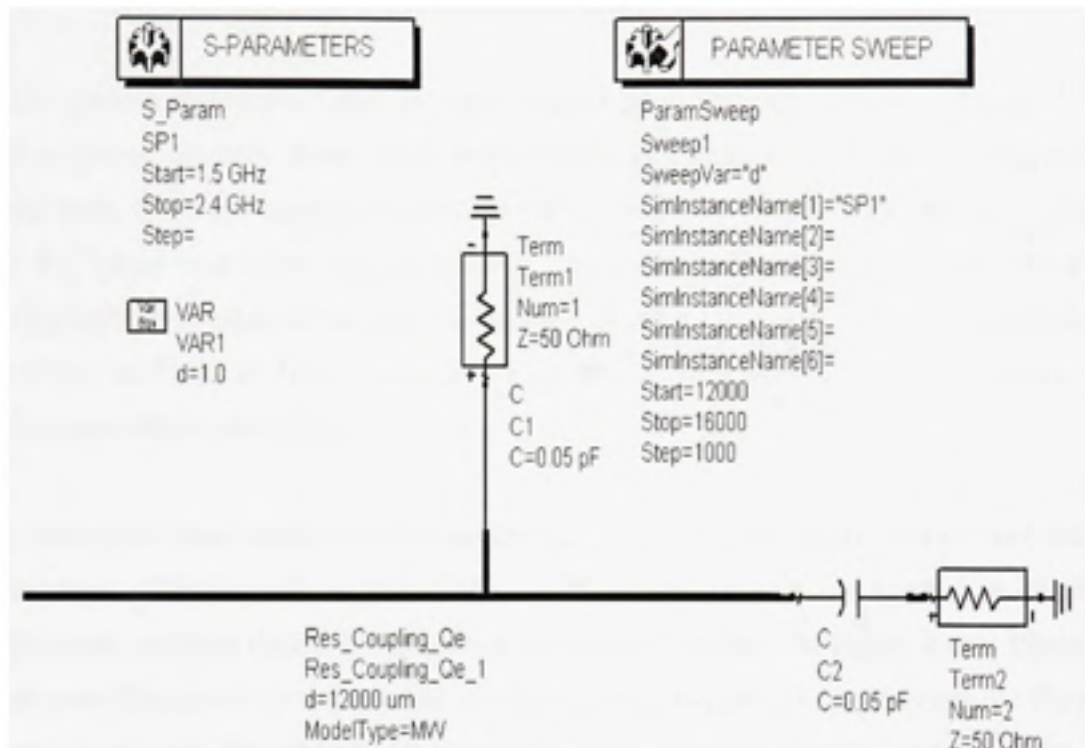 S-PARAMETERS
S_Param
SP1
Start=1.5 GHz
Stop=2.4 GHz
Step=
VAR
VAR1
d=1.0
PARAMETER SWEEP
ParamSweep
Sweep1
SweepVar="d"
SimInstanceName[1]="SP1"
SimInstanceName[2]=
SimInstanceName[3]=
SimInstanceName[4]=
SimInstanceName[5]=
SimInstanceName[6]=
Start=12000
Stop=16000
Step=1000
Term
Term1
Num=1
Z=50 Ohm
C
C1
C=0.05 pF
Res_Coupling_Qe
Res_Coupling_Qe_1
d=12000 um
ModelType=MW
C
C2
C=0.05 pF
Term
Term2
Num=2
Z=50 Ohm